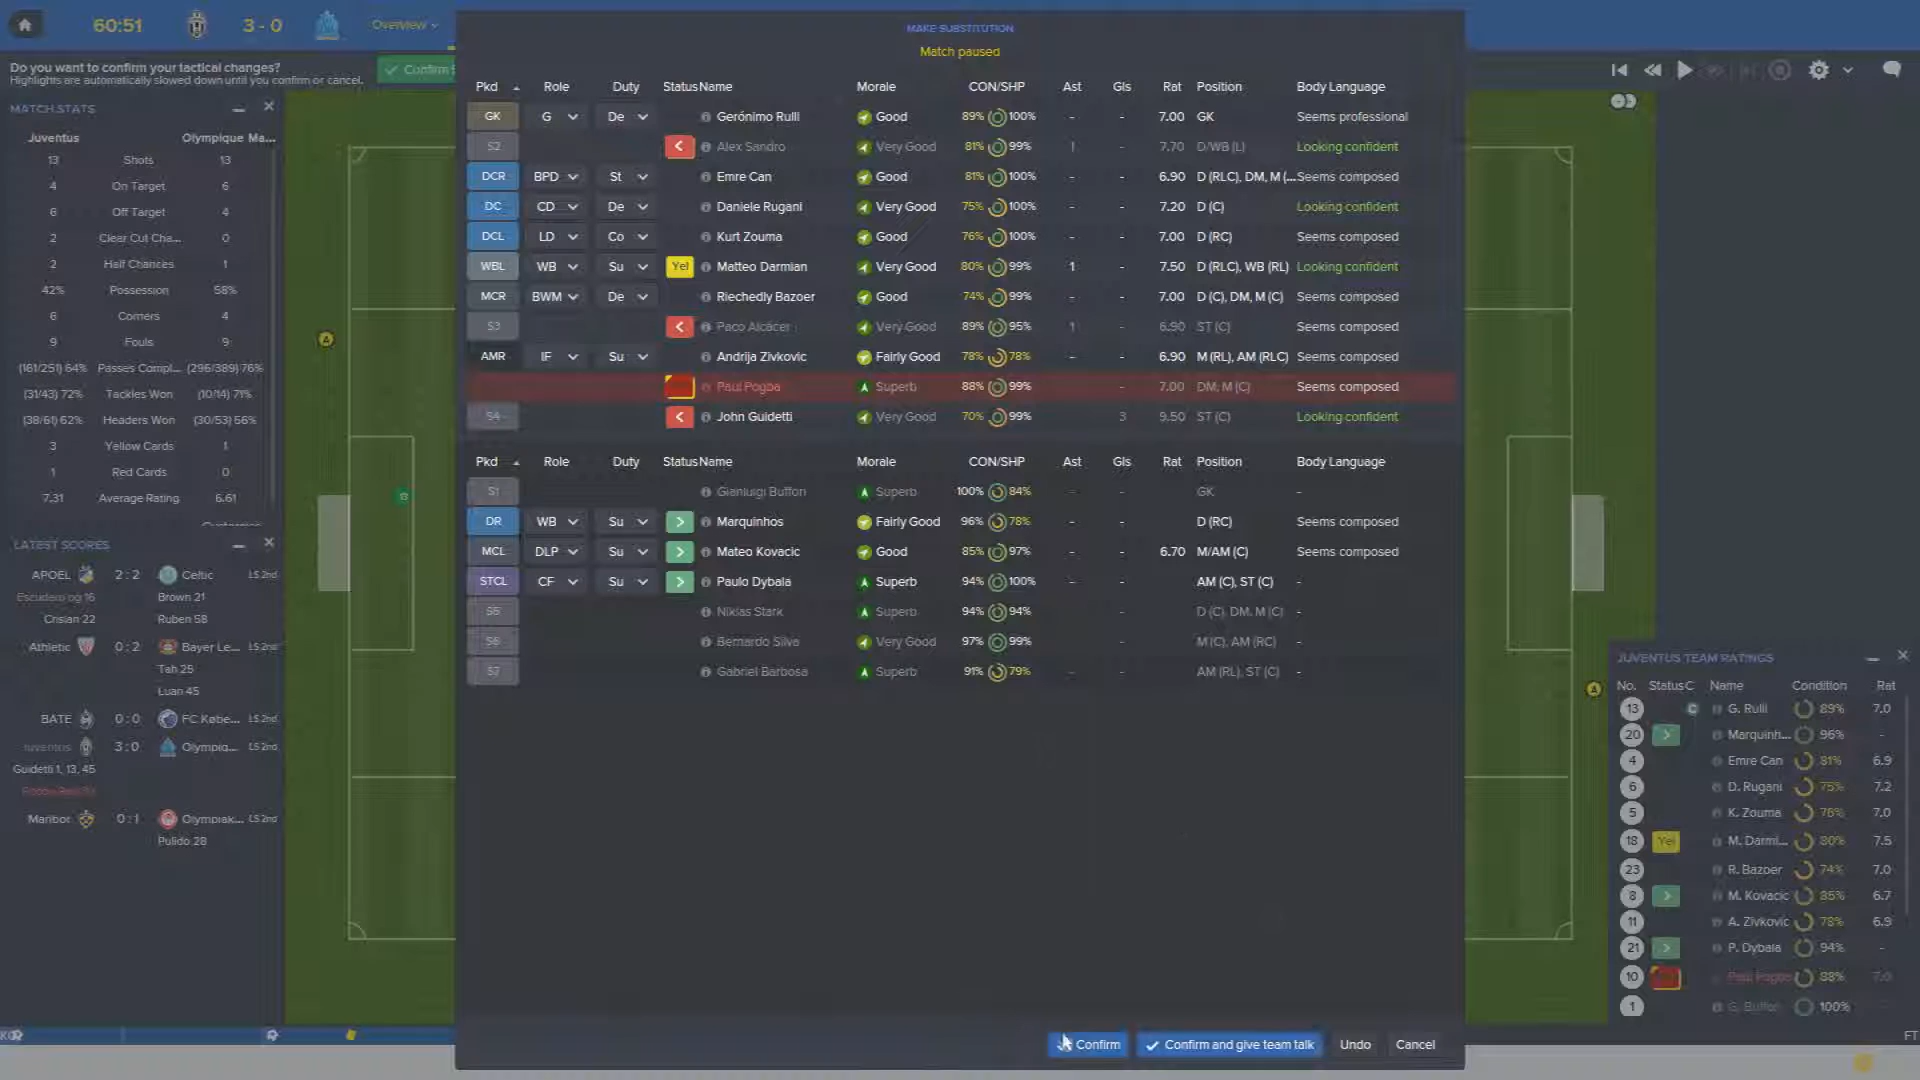 60:51 3 - 0 Overview
Do you want to confirm your tactical changes?
Highlights are automatically slowed down until you confirm or cancel.
Confirm
MATCH STATS
Juventus Olympique Ma...
13 Shots 13
4 On Target 6
6 Off Target 4
2 Clear Cut Cha... 0
2 Half Chances 1
42% Possession 58%
6 Corners 4
9 Fouls 9
(161/251) 64% Passes Compl... (296/389) 76%
(31/43) 72% Tackles Won (10/14) 71%
(38/61) 62% Headers Won (30/53) 56%
3 Yellow Cards 1
1 Red Cards 0
7.31 Average Rating 6.61
LATEST SCORES
APOEL 2 : 2 Celtic LS 2nd
Escudero og 16 Brown 21
Crisian 22 Ruben 58
Athletic 0 : 2 Bayer Le... LS 2nd
Tah 25
Luan 45
BATE 0 : 0 FC Købe... LS 2nd
Juventus 3 : 0 Olympiq... LS 2nd
Guidetti 1, 13, 45
Maribor 0 : 1 Olympiak... LS 2nd
Pulido 28
MAKE SUBSTITUTION
Match paused
Pkd Role Duty Status Name Morale CON/SHP Ast Gls Rat Position Body Language
GK G De Gerónimo Rulli Good 89% 100% - - 7.00 GK Seems professional
S2 Alex Sandro Very Good 81% 99% 1 - 7.70 D/WB (L) Looking confident
DCR BPD St Emre Can Good 81% 100% - - 6.90 D (RLC), DM, M (... Seems composed
DC CD De Daniele Rugani Very Good 75% 100% - - 7.20 D (C) Looking confident
DCL LD Co Kurt Zouma Good 76% 100% - - 7.00 D (RC) Seems composed
WBL WB Su Yel Matteo Darmian Very Good 80% 99% 1 - 7.50 D (RLC), WB (RL) Looking confident
MCR BWM De Riechedly Bazoer Good 74% 99% - - 7.00 D (C), DM, M (C) Seems composed
S3 Paco Alcácer Very Good 89% 95% 1 - 6.90 ST (C) Seems composed
AMR IF Su Andrija Zivkovic Fairly Good 78% 78% - - 6.90 M (RL), AM (RLC) Seems composed
Paul Pogba Superb 88% 99% - 7.00 DM, M (C) Seems composed
S4 John Guidetti Very Good 70% 99% 3 9.50 ST (C) Looking confident
Pkd Role Duty Status Name Morale CON/SHP Ast Gls Rat Position Body Language
S1 Gianluigi Buffon Superb 100% 84% - - GK -
DR WB Su Marquinhos Fairly Good 96% 78% - - D (RC) Seems composed
MCL DLP Su Mateo Kovacic Good 85% 97% - - 6.70 M/AM (C) Seems composed
STCL CF Su Paulo Dybala Superb 94% 100% - - AM (C), ST (C) -
S5 Niklas Stark Superb 94% 94% - D (C), DM, M (C) -
S6 Bernardo Silva Very Good 97% 99% - M (C), AM (RC) -
S7 Gabriel Barbosa Superb 91% 79% - - AM (RL), ST (C) -
Confirm Confirm and give team talk Undo Cancel
JUVENTUS TEAM RATINGS
No. Status C Name Condition Rat
13 C G. Rulli 89% 7.0
20 Marquinh... 96% -
4 Emre Can 81% 6.9
6 D. Rugani 75% 7.2
5 K. Zouma 76% 7.0
18 Yel M. Darmi... 80% 7.5
23 R. Bazoer 74% 7.0
8 M. Kovacic 85% 6.7
11 A. Zivkovic 78% 6.9
21 P. Dybala 94% -
10 Paul Pogba 88% 7.0
1 G. Buffon 100%
FT